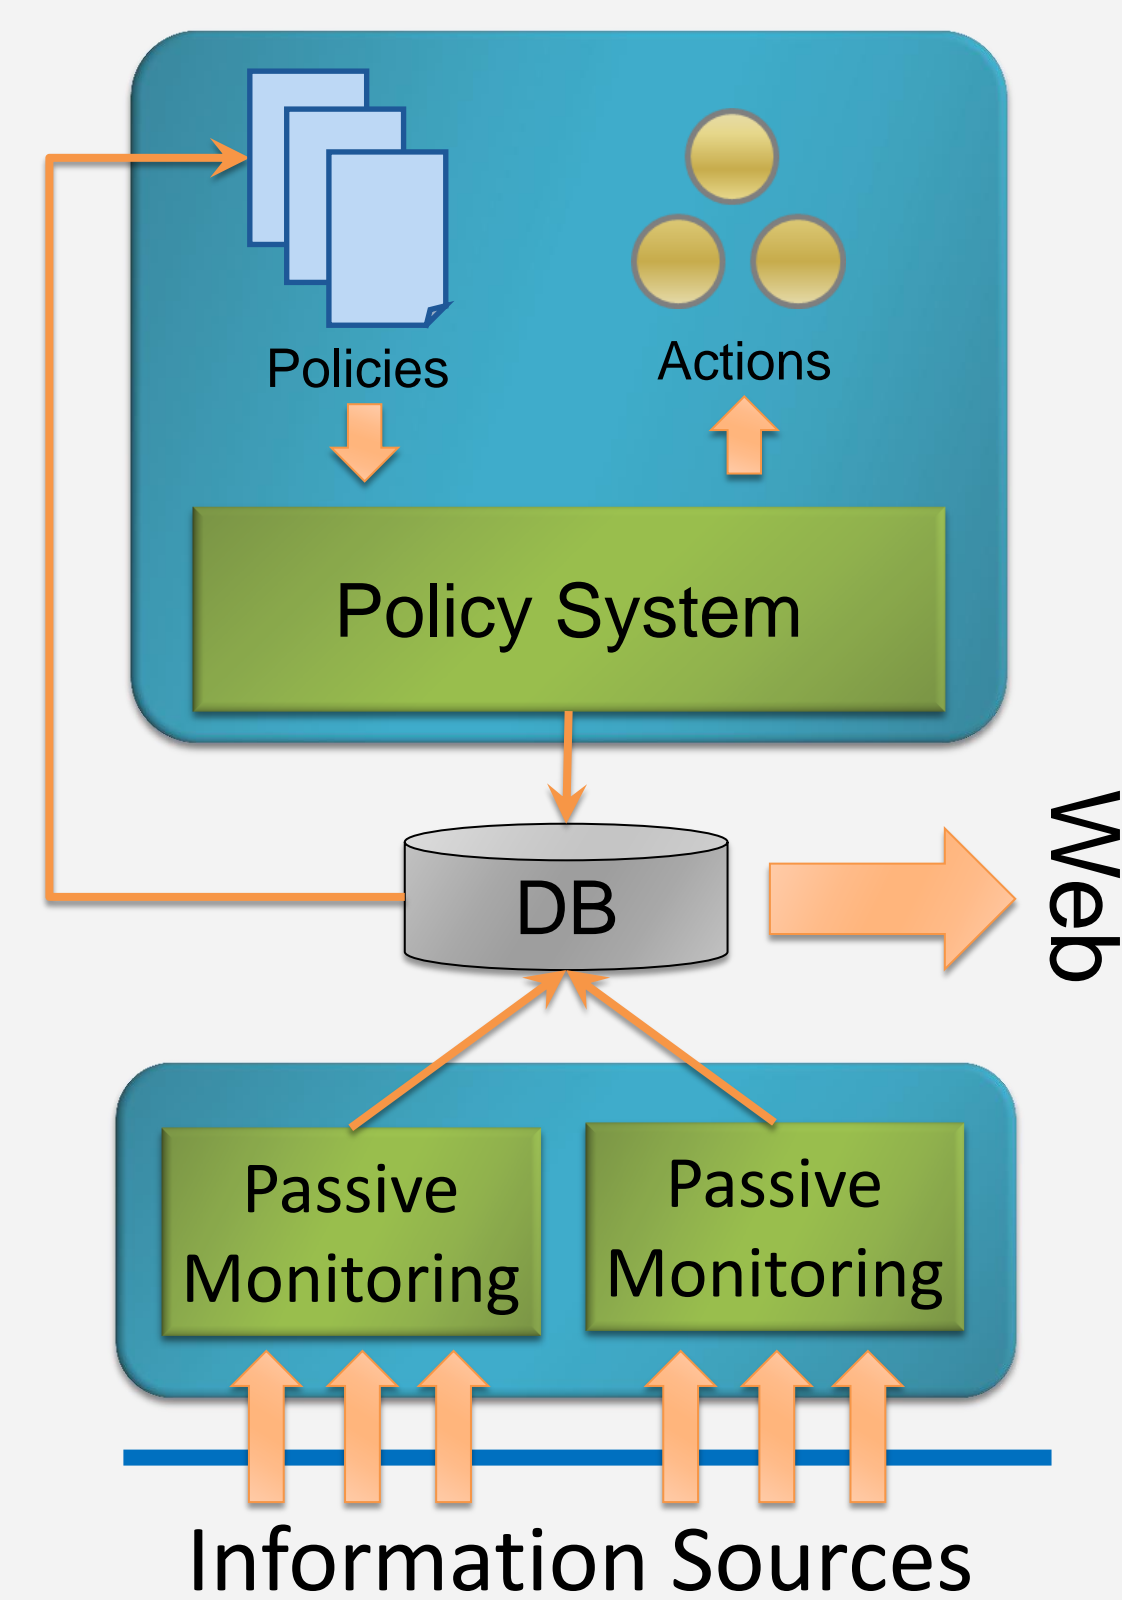 Policies
Actions
Policy System
DB
Web
Passive
Monitoring
Passive
Monitoring
Information Sources